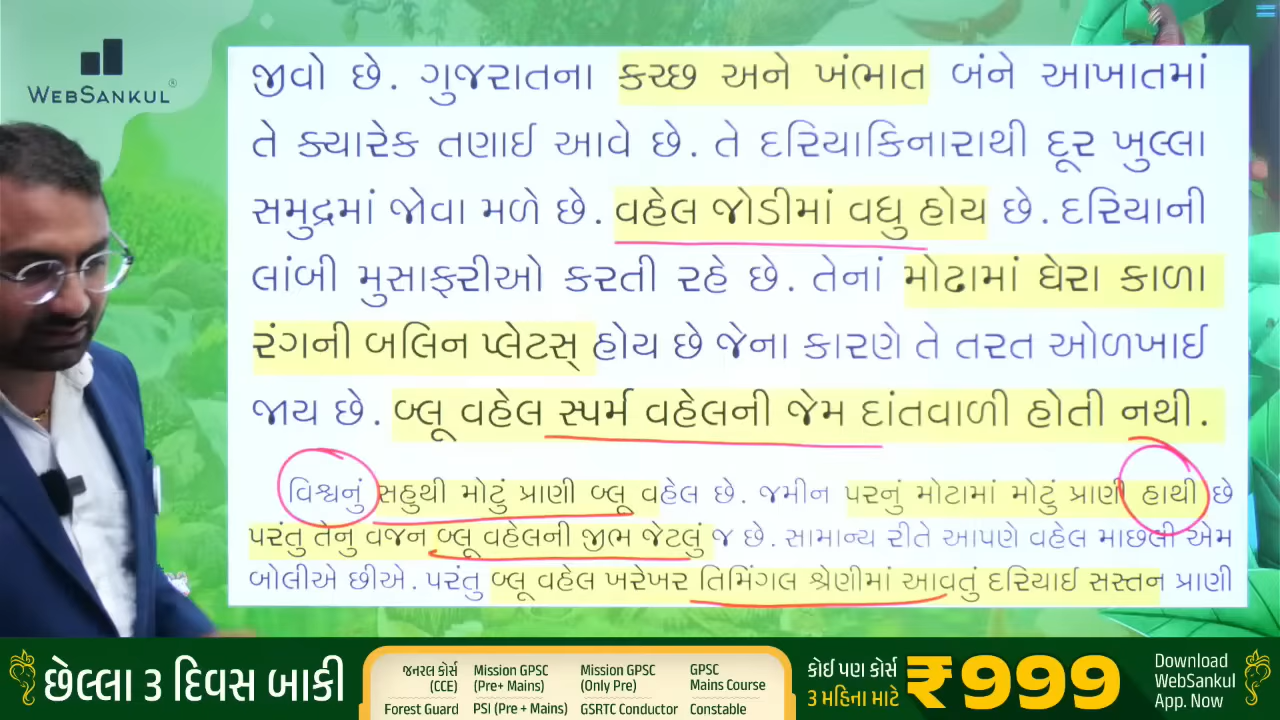 WEBSANKUL
જીવો છે. ગુજરાતના કચ્છ અને ખંભાત બંને આખાતમાં
તે ક્યારેક તણાઈ આવે છે. તે દરિયાકિનારાથી દૂર ખુલ્લા
સમુદ્રમાં જોવા મળે છે. વહેલ જોડીમાં વધુ હોય છે. દરિયાની
લાંબી મુસાફરીઓ કરતી રહે છે. તેનાં મોઢામાં ઘેરા કાળા
રંગની બલિન પ્લેટસ્ હોય છે જેના કારણે તે તરત ઓળખાઈ
જાય છે. બ્લૂ વહેલ સ્પર્મ વહેલની જેમ દાંતવાળી હોતી નથી.
વિશ્વનું સહુથી મોટું પ્રાણી બ્લૂ વહેલ છે. જમીન પરનું મોટામાં મોટું પ્રાણી હાથી છે
પરંતુ તેનુ વજન બ્લૂ વહેલની જીભ જેટલું જ છે. સામાન્ય રીતે આપણે વહેલ માછલી એમ
બોલીએ છીએ. પરંતુ બ્લૂ વહેલ ખરેખર તિમિંગલ શ્રેણીમાં આવતું દરિયાઈ સસ્તન પ્રાણી
છેલ્લા 3 દિવસ બાકી
જનરલ કોર્સ
(CCE)
Forest Guard
Mission GPSC
(Pre+ Mains)
PSI (Pre + Mains)
Mission GPSC
(Only Pre)
GSRTC Conductor
GPSC
Mains Course
Constable
કોઈ પણ કોર્સ
3 મહિના માટે
₹999
Download
WebSankul
App. Now